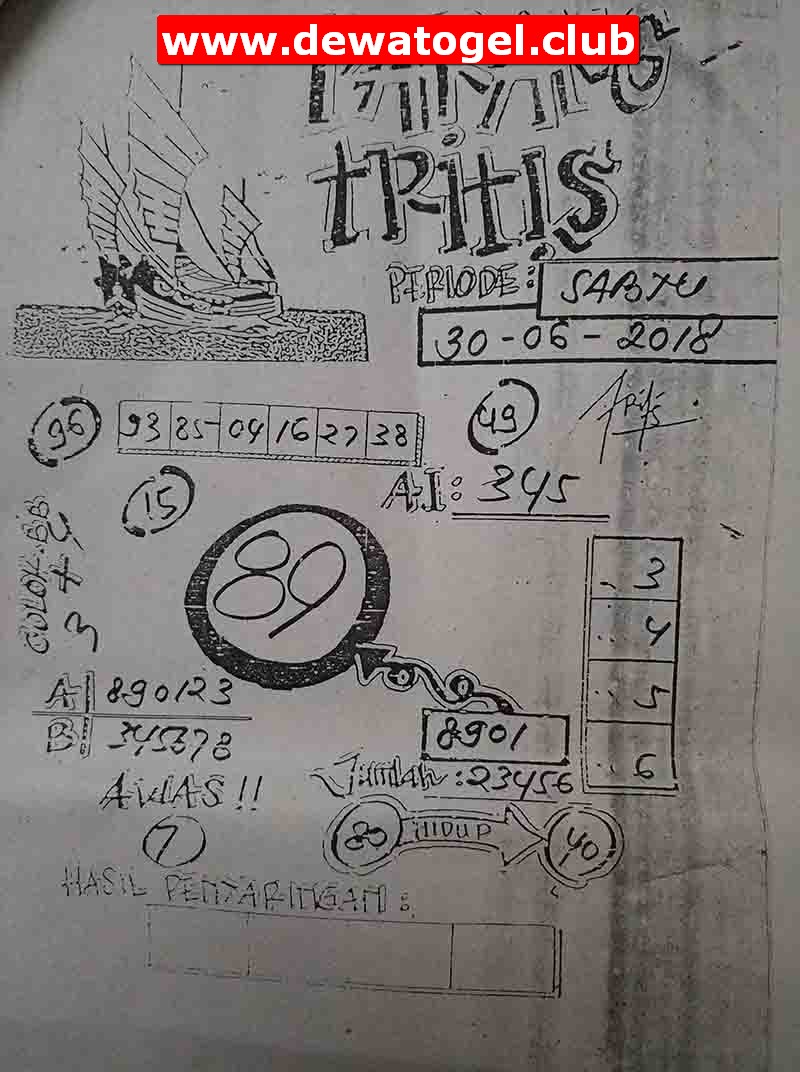 www.dewatogel.club
PARANG
TRITIS
PERIODE: SABTU
30-06-2018
96 93 85 04 16 27 38 49
AI: 345
15
89
COLOK.BB
3 + 5
3
4
5
6
A 890123
B: 345378
8901
Jumlah: 23456
AWAS!!
7
80 HIDUP 40
HASIL PENYARINGAN: